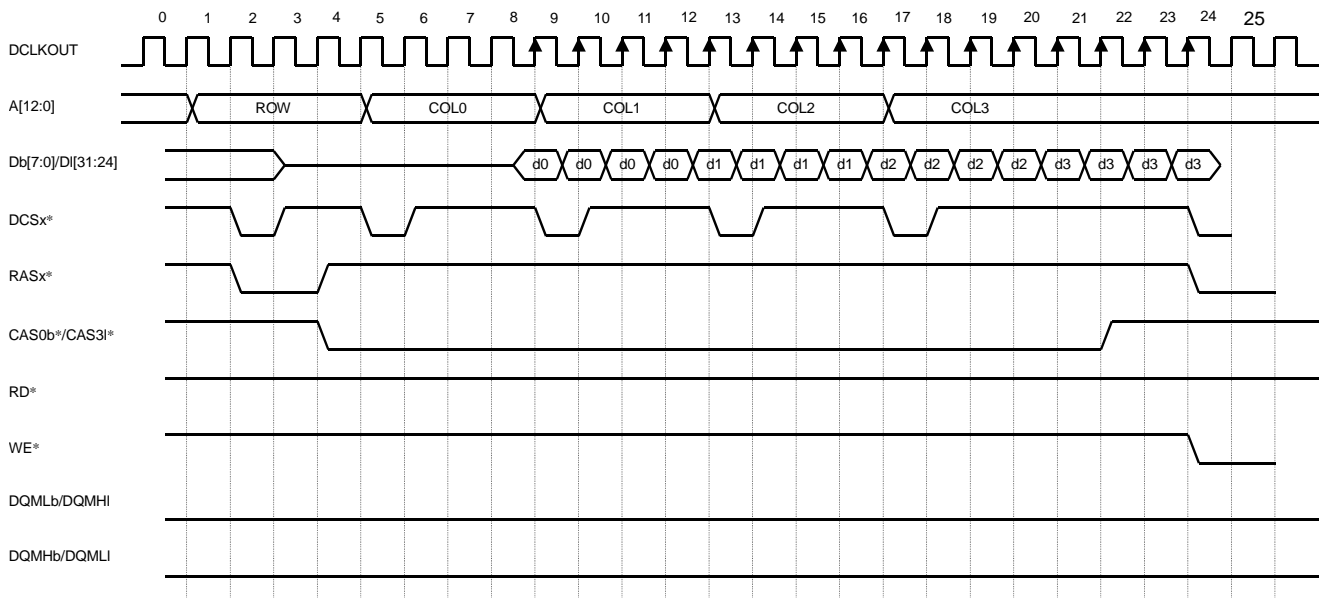 0 1 2 3 4 5 6 7 8 9 10 11 12 13 14 15 16 17 18 19 20 21 22 23 24 25
DCLKOUT
A[12:0] ROW COL0 COL1 COL2 COL3
Db[7:0]/Dl[31:24] d0 d0 d0 d0 d1 d1 d1 d1 d2 d2 d2 d2 d3 d3 d3 d3
DCSx*
RASx*
CAS0b*/CAS3l*
RD*
WE*
DQMLb/DQMHl
DQMHb/DQMLl